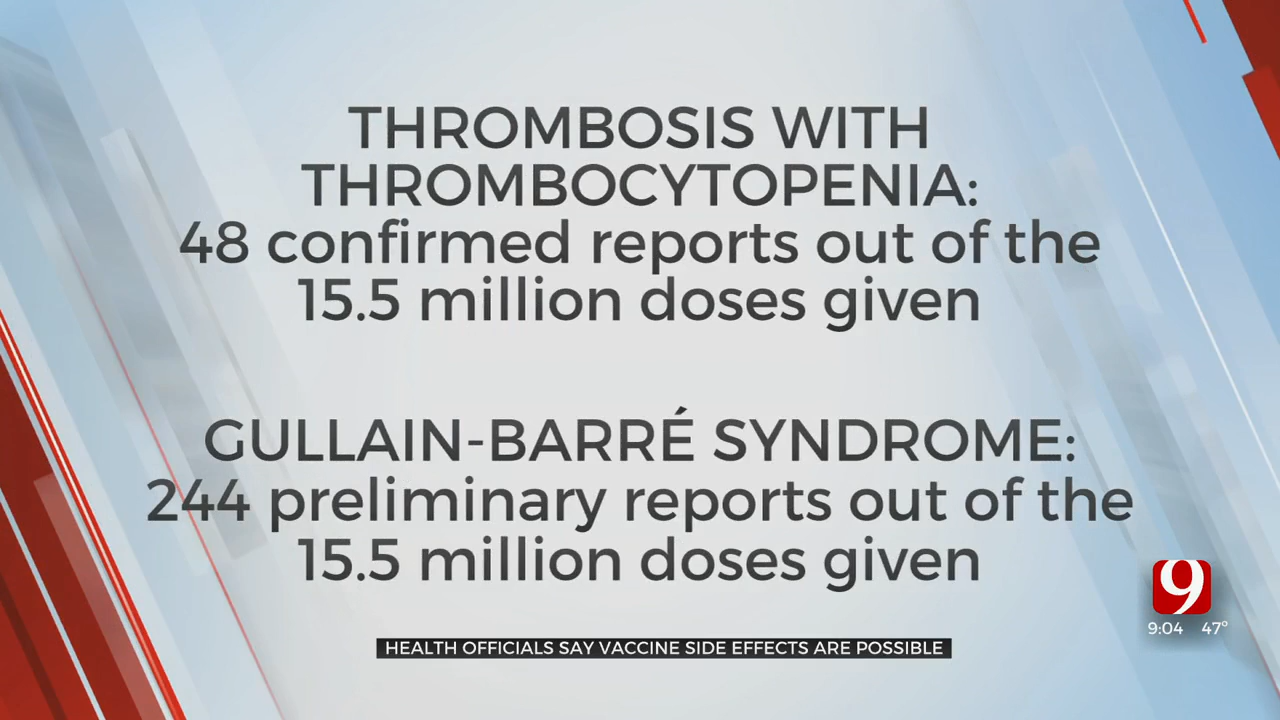 THROMBOSIS WITH
THROMBOCYTOPENIA:
48 confirmed reports out of the
15.5 million doses given
GULLAIN-BARRÉ SYNDROME:
244 preliminary reports out of the
15.5 million doses given
9
9:04 47°
HEALTH OFFICIALS SAY VACCINE SIDE EFFECTS ARE POSSIBLE